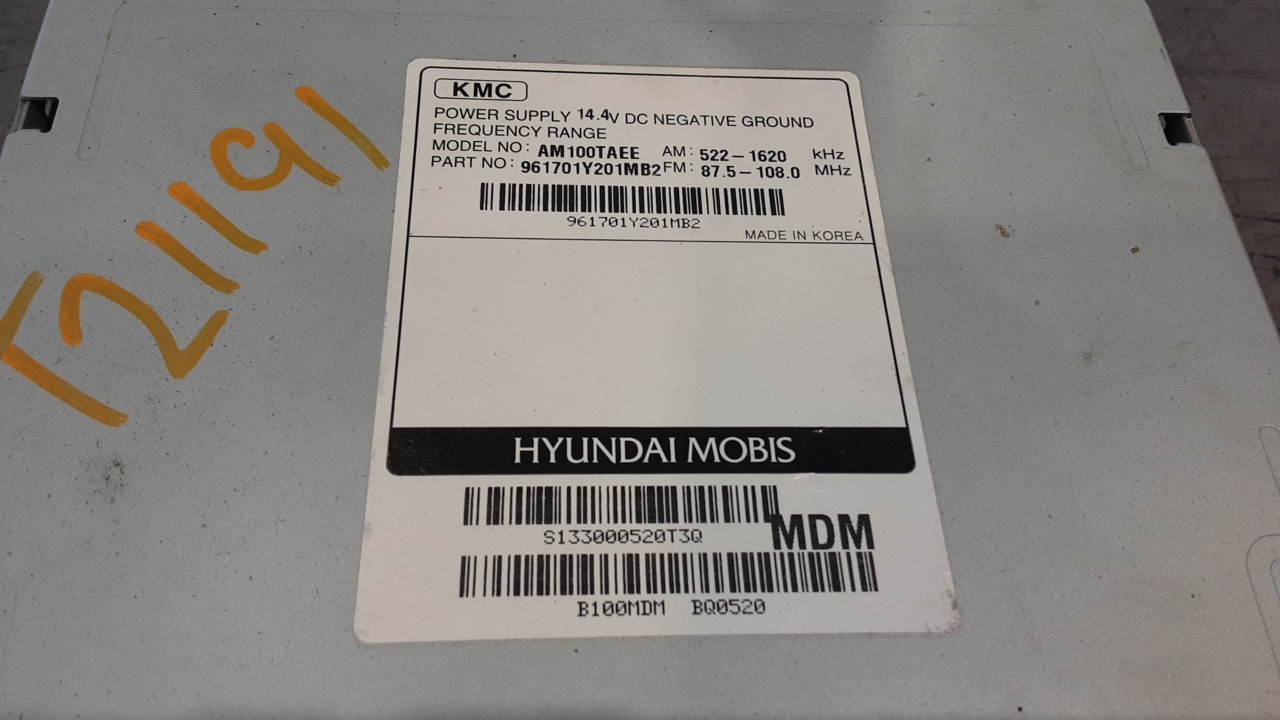 T21191
KMC
POWER SUPPLY 14.4V DC NEGATIVE GROUND
FREQUENCY RANGE
MODEL NO: AM100TAEE AM: 522-1620 kHz
PART NO: 961701Y201MB2 FM: 87.5-108.0 MHz
961701Y201MB2
MADE IN KOREA
HYUNDAI MOBIS
S133000520T3Q
MDM
B100MDM BQ0520